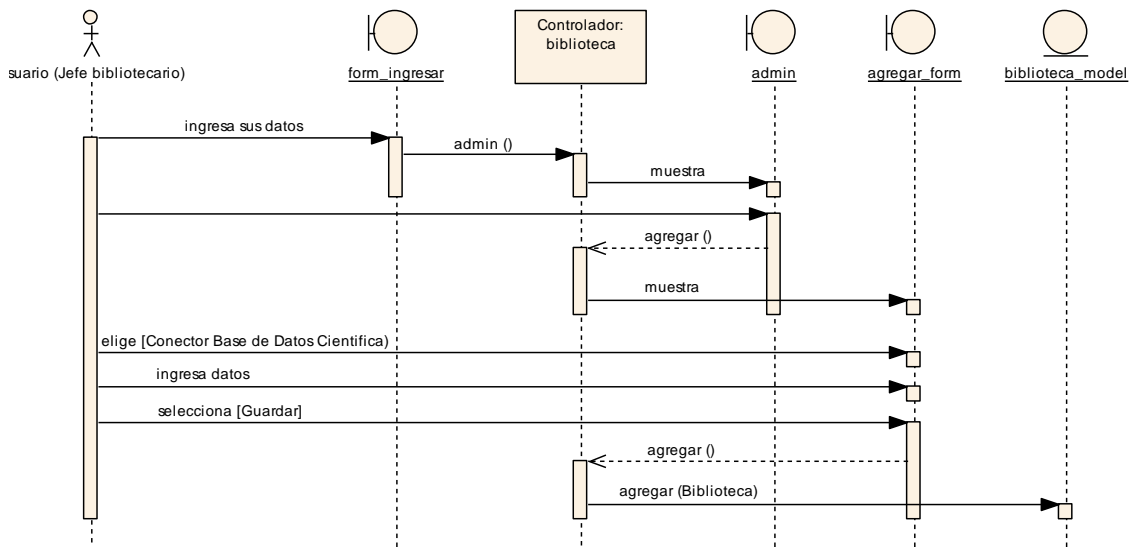 Controlador:
biblioteca
suario (Jefe bibliotecario)
form_ingresar
admin
agregar_form
biblioteca_model
ingresa sus datos
admin ()
muestra
agregar ()
muestra
elige [Conector Base de Datos Cientifica)
ingresa datos
selecciona [Guardar]
agregar ()
agregar (Biblioteca)